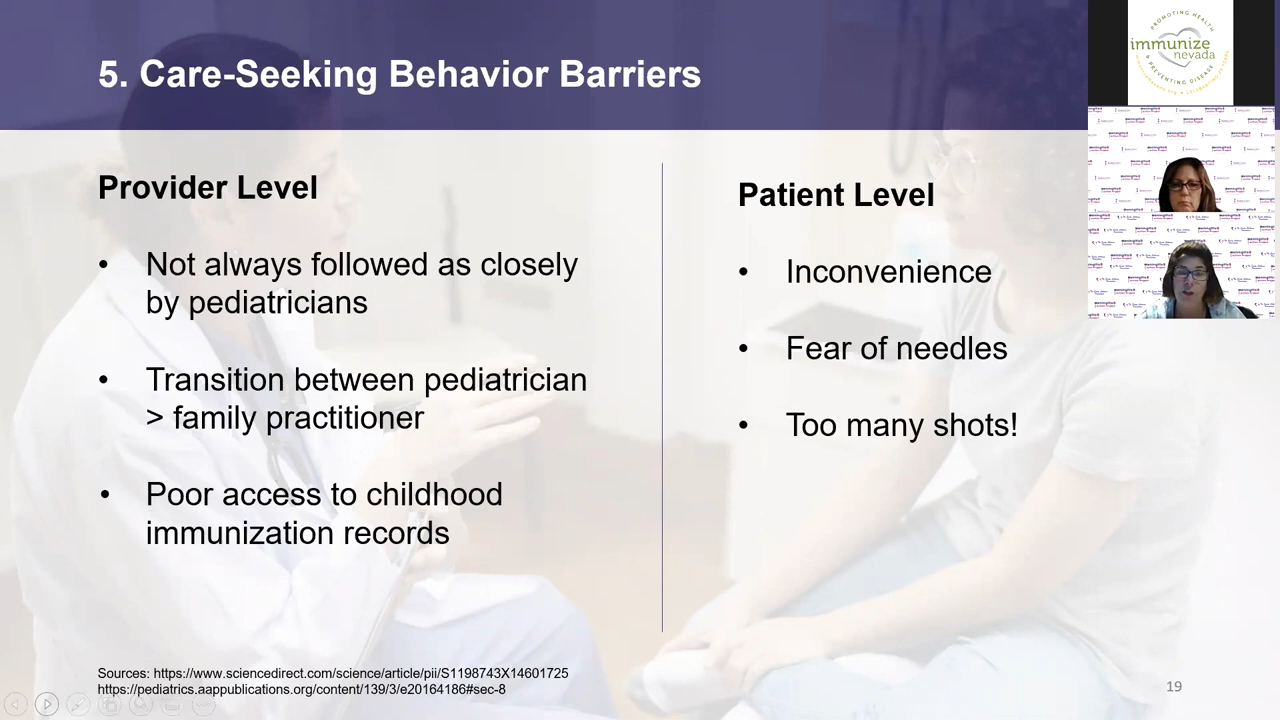 5. Care-Seeking Behavior Barriers
Provider Level
• Not always followed as closely
by pediatricians
• Transition between pediatrician
> family practitioner
• Poor access to childhood
immunization records
Patient Level
• Inconvenience
• Fear of needles
• Too many shots!
Sources: https://www.sciencedirect.com/science/article/pii/S1198743X14601725
https://pediatrics.aappublications.org/content/139/3/e20164186#sec-8
19
PROMOTING HEALTH
immunize
nevada
& PREVENTING DISEASE